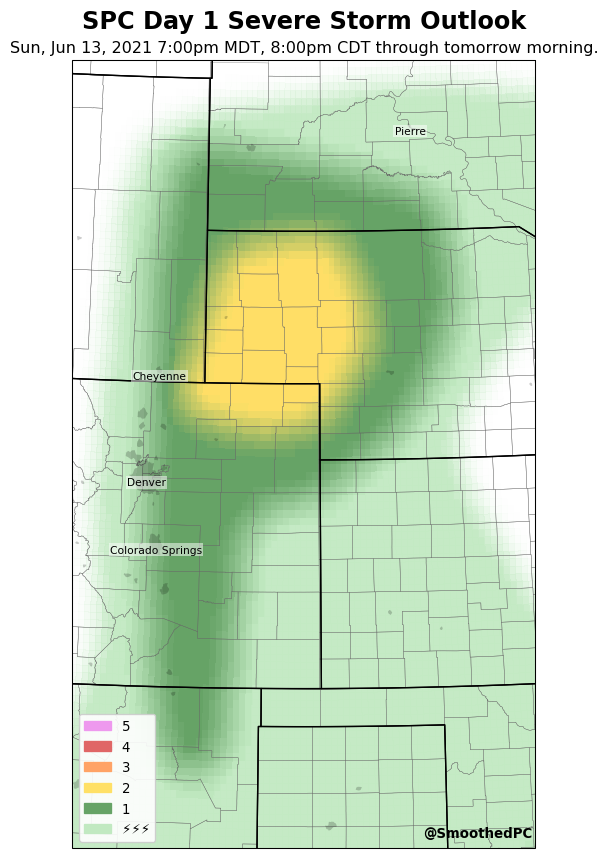 SPC Day 1 Severe Storm Outlook
Sun, Jun 13, 2021 7:00pm MDT, 8:00pm CDT through tomorrow morning.
Pierre
Cheyenne
Denver
Colorado Springs
5
4
3
2
1
⚡⚡⚡
@SmoothedPC